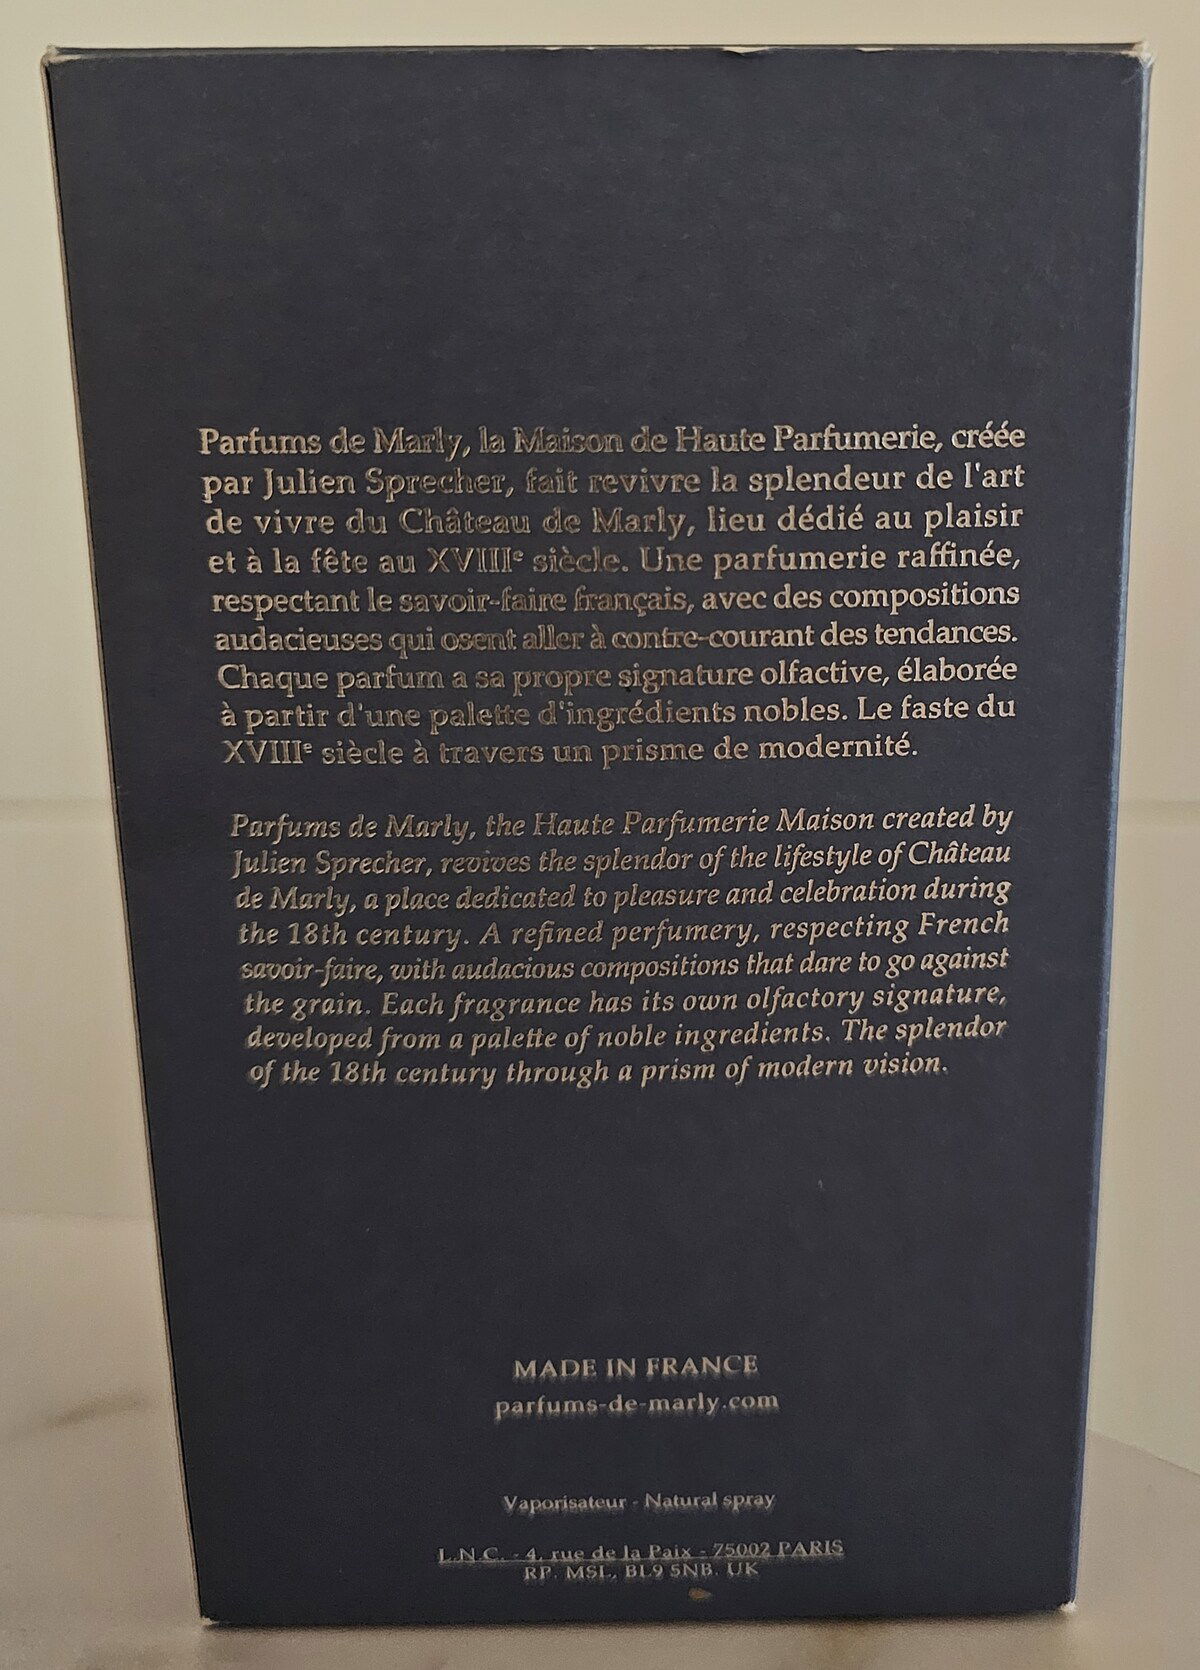 Parfums de Marly, la Maison de Haute Parfumerie, créée
par Julien Sprecher, fait revivre la splendeur de l'art
de vivre du Château de Marly, lieu dédié au plaisir
et à la fête au XVIIIᵉ siècle. Une parfumerie raffinée,
respectant le savoir-faire français, avec des compositions
audacieuses qui osent aller à contre-courant des tendances.
Chaque parfum a sa propre signature olfactive, élaborée
à partir d'une palette d'ingrédients nobles. Le faste du
XVIIIᵉ siècle à travers un prisme de modernité.
Parfums de Marly, the Haute Parfumerie Maison created by
Julien Sprecher, revives the splendor of the lifestyle of Château
de Marly, a place dedicated to pleasure and celebration during
the 18th century. A refined perfumery, respecting French
savoir-faire, with audacious compositions that dare to go against
the grain. Each fragrance has its own olfactory signature,
developed from a palette of noble ingredients. The splendor
of the 18th century through a prism of modern vision.
MADE IN FRANCE
parfums-de-marly.com
Vaporisateur - Natural spray
L.N.C. - 4, rue de la Paix - 75002 PARIS
RP. MSL, BL9 5NB. UK